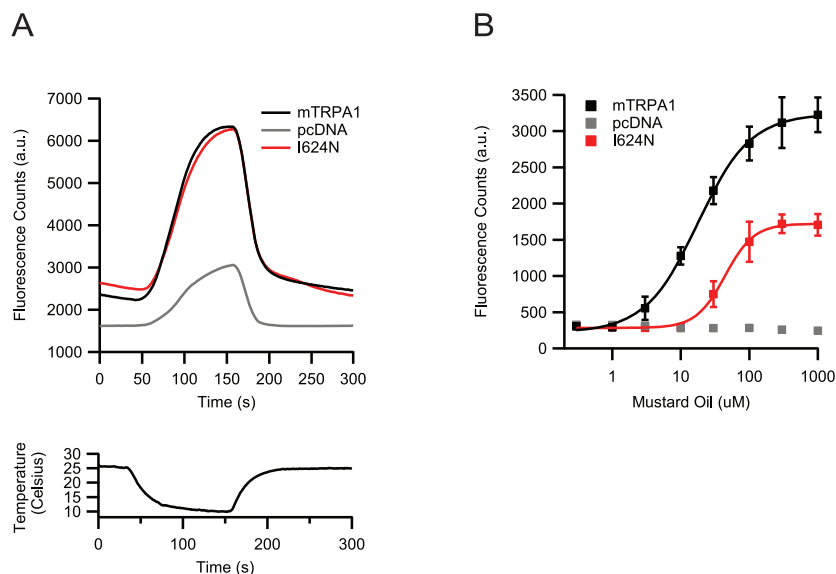 A
7000
6000
5000
4000
3000
2000
1000
Fluorescence Counts (a.u.)
mTRPA1
pcDNA
I624N
0 50 100 150 200 250 300
Time (s)
30
25
20
15
10
Temperature
(Celsius)
0 100 200 300
Time (s)
B
3500
3000
2500
2000
1500
1000
500
0
Fluorescence Counts (a.u.)
mTRPA1
pcDNA
I624N
1 10 100 1000
Mustard Oil (uM)